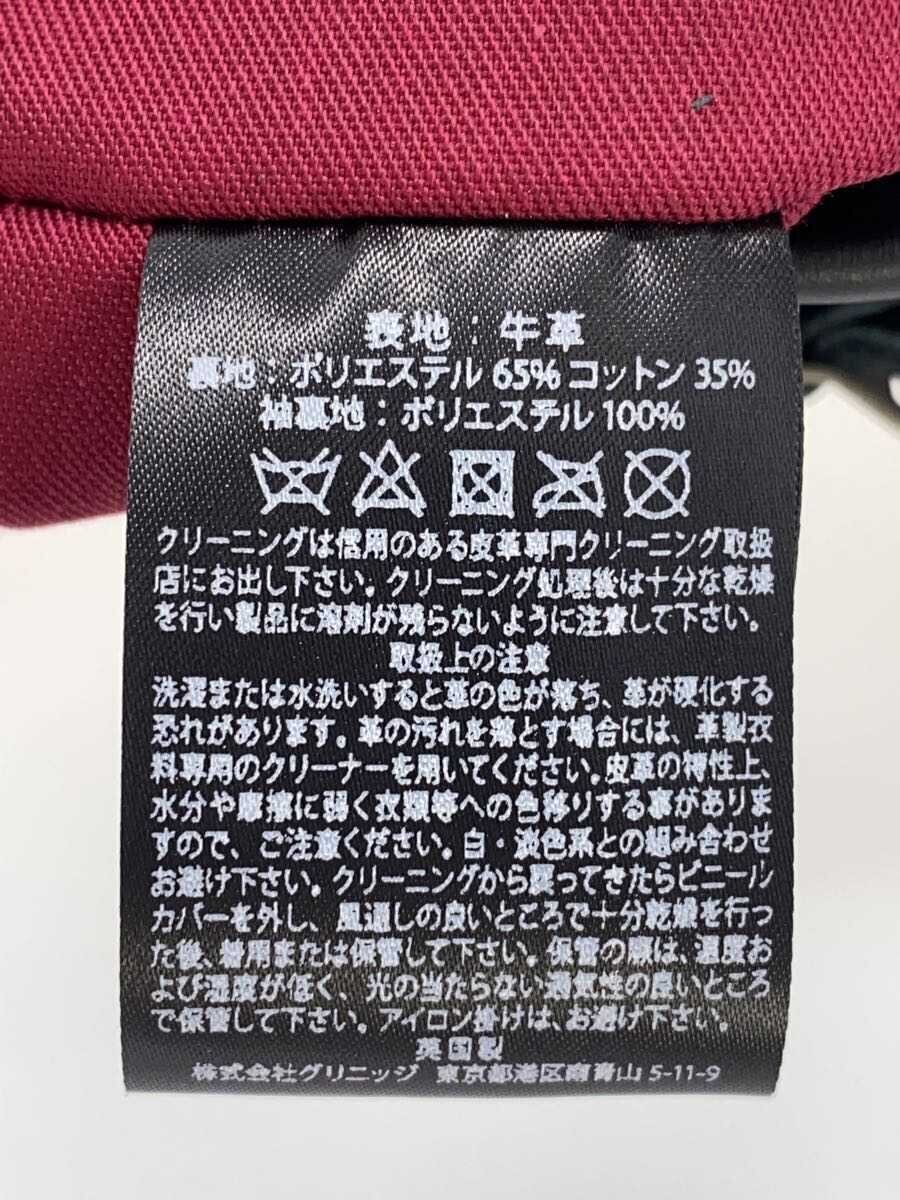 表地：牛革
裏地：ポリエステル 65% コットン 35%
袖裏地：ポリエステル 100%
クリーニングは信用のある皮革専門クリーニング取扱
店にお出し下さい。クリーニング処理後は十分な乾燥
を行い製品に溶剤が残らないように注意して下さい。
取扱上の注意
洗濯または水洗いすると革の色が落ち、革が硬化する
恐れがあります。革の汚れを落とす場合には、革製衣
料専用のクリーナーを用いてください。皮革の特性上、
水分や摩擦に弱く衣類等への色移りする事がありま
すので、ご注意ください。白・淡色系との組み合わせ
お避け下さい。クリーニングから戻ってきたらビニール
カバーを外し、風通しの良いところで十分乾燥を行っ
た後、着用または保管して下さい。保管の際は、温度お
よび湿度が低く、光の当たらない通気性の良いところ
で保管して下さい。アイロン掛けは、お避け下さい。
英国製
株式会社グリニッジ 東京都港区南青山 5-11-9